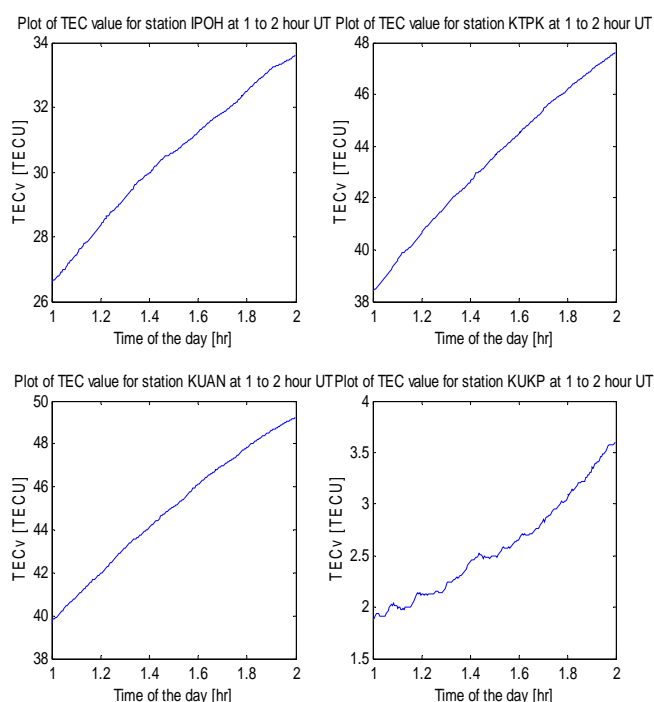 Plot of TEC value for station IPOH at 1 to 2 hour UT
34
32
30
28
26
TECv [TECU]
1 1.2 1.4 1.6 1.8 2
Time of the day [hr]
Plot of TEC value for station KTPK at 1 to 2 hour UT
48
46
44
42
40
38
TECv [TECU]
1 1.2 1.4 1.6 1.8 2
Time of the day [hr]
Plot of TEC value for station KUAN at 1 to 2 hour UT
50
48
46
44
42
40
38
TECv [TECU]
1 1.2 1.4 1.6 1.8 2
Time of the day [hr]
Plot of TEC value for station KUKP at 1 to 2 hour UT
4
3.5
3
2.5
2
1.5
TECv [TECU]
1 1.2 1.4 1.6 1.8 2
Time of the day [hr]